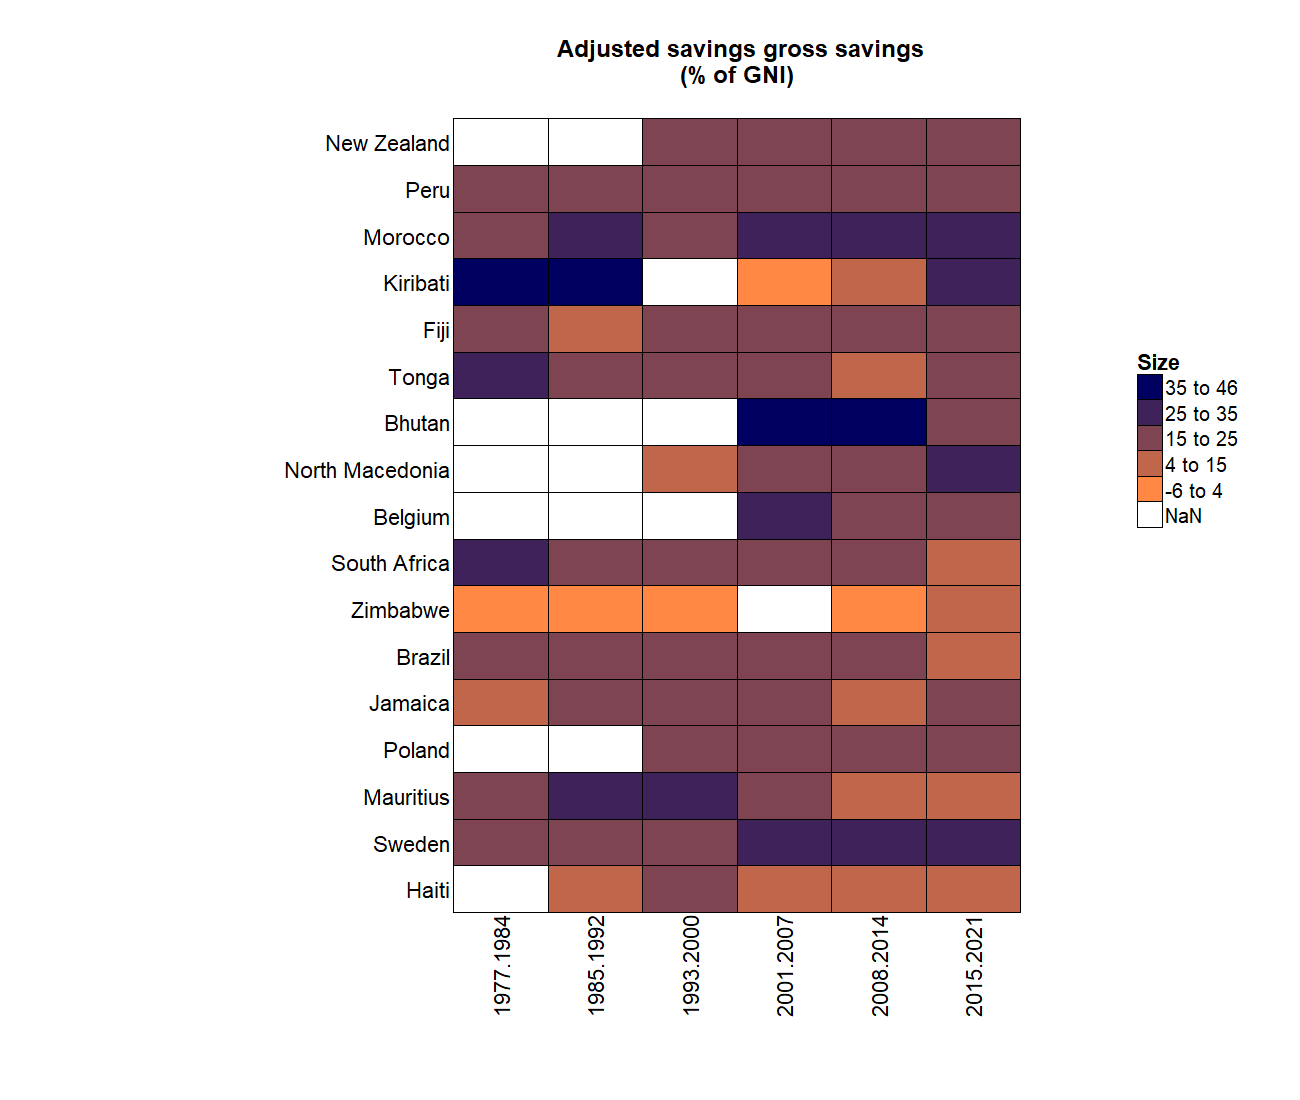 Adjusted savings gross savings
(% of GNI)
New Zealand
Peru
Morocco
Kiribati
Fiji
Tonga
Bhutan
North Macedonia
Belgium
South Africa
Zimbabwe
Brazil
Jamaica
Poland
Mauritius
Sweden
Haiti
1977.1984
1985.1992
1993.2000
2001.2007
2008.2014
2015.2021
Size
35 to 46
25 to 35
15 to 25
4 to 15
-6 to 4
NaN